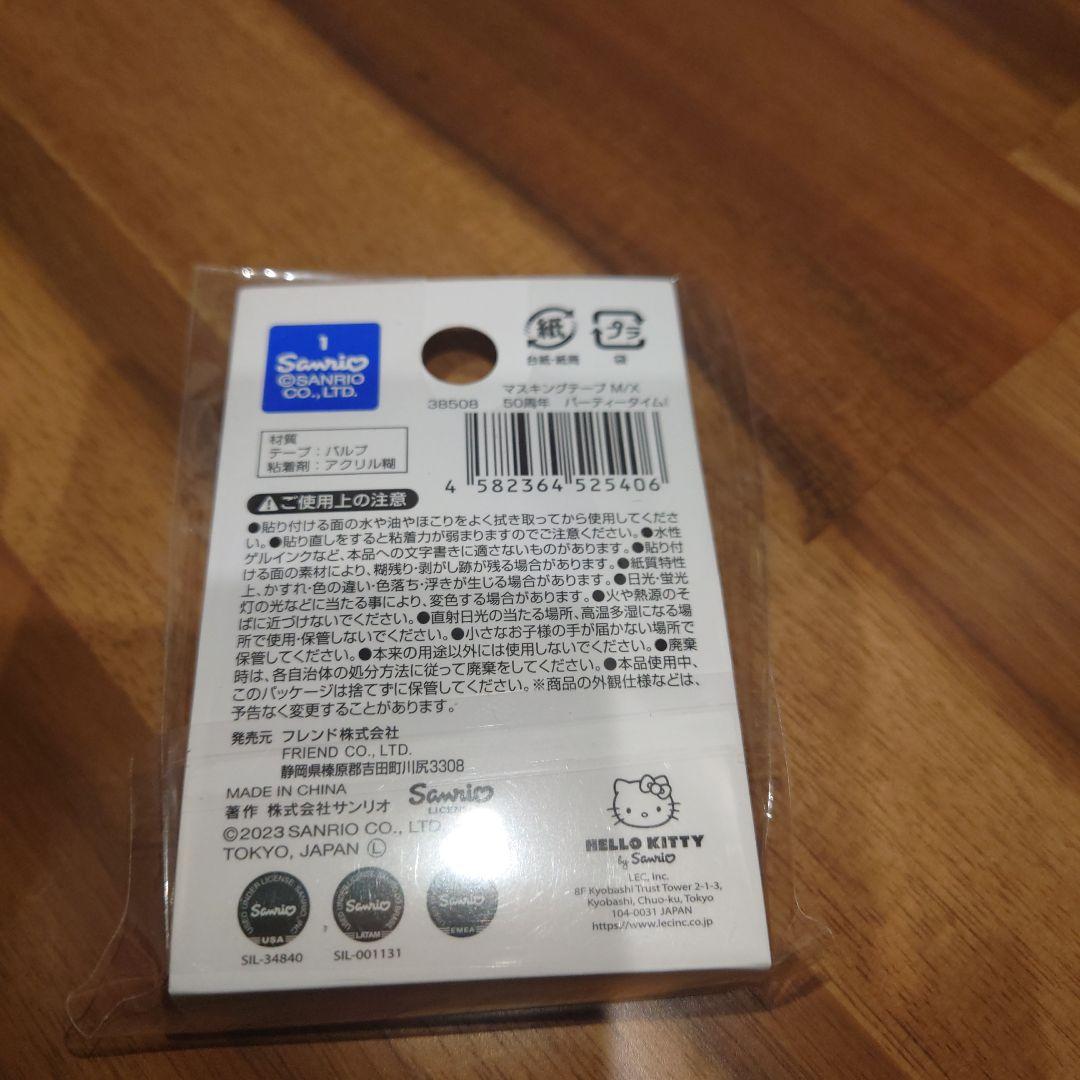 1
Sanrio
©SANRIO
CO., LTD.
紙
台紙・紙筒
プラ
袋
マスキングテープ M/X
38508 50周年 パーティータイム!
材質
テープ：パルプ
粘着剤：アクリル糊
4 582364 525406
ご使用上の注意
●貼り付ける面の水や油やほこりをよく拭き取ってから使用してくださ
い。●貼り直しをすると粘着力が弱まりますのでご注意ください。●水性
ゲルインクなど、本品への文字書きに適さないものがあります。●貼り付
ける面の素材により、糊残り・剥がし跡が残る場合があります。●紙質特性
上、かすれ・色の違い・色落ち・浮きが生じる場合があります。●日光・蛍光
灯の光などに当たる事により、変色する場合があります。●火や熱源のそ
ばに近づけないでください。●直射日光の当たる場所、高温多湿になる場
所で使用・保管しないでください。●小さなお子様の手が届かない場所で
保管してください。●本来の用途以外には使用しないでください。●廃棄
時は、各自治体の処分方法に従って廃棄をしてください。●本品使用中、
このパッケージは捨てずに保管してください。※商品の外観仕様などは、
予告なく変更することがあります。
発売元 フレンド株式会社
FRIEND CO., LTD.
静岡県榛原郡吉田町川尻3308
MADE IN CHINA
著作 株式会社サンリオ
Sanrio
©2023 SANRIO CO., LTD.
TOKYO, JAPAN Ⓛ
HELLO KITTY
by Sanrio
LEC, Inc.
8F Kyobashi Trust Tower 2-1-3,
Kyobashi, Chuo-ku, Tokyo
104-0031 JAPAN
https://www.lecinc.co.jp
USED UNDER LICENSE SANRIO, INC
Sanrio
USA
SIL-34840
Sanrio
LATAM
SIL-001131
Sanrio
EMEA